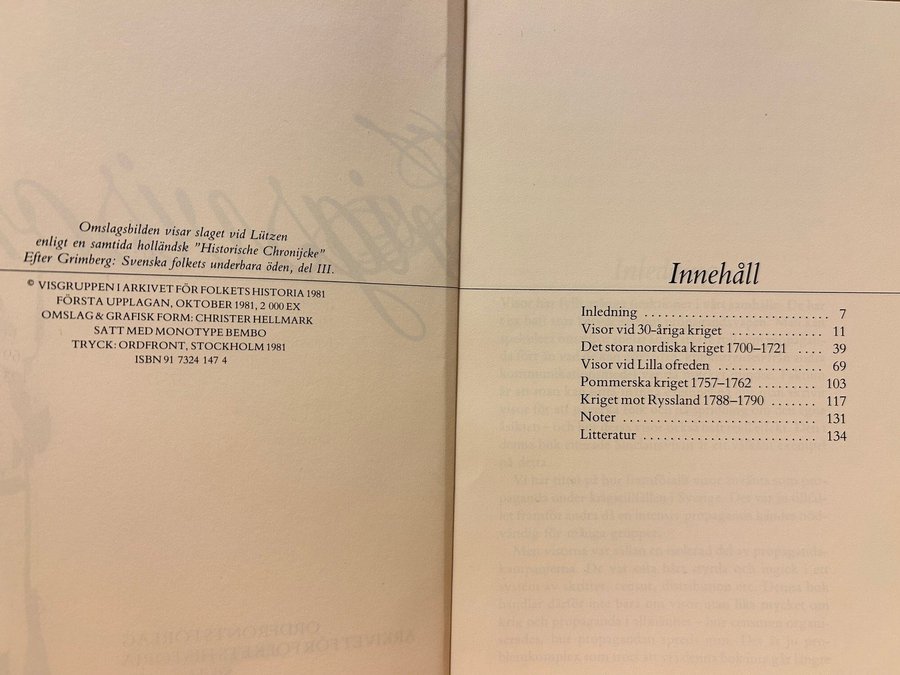 Omslagsbilden visar slaget vid Lützen
enligt en samtida holländsk "Historische Chronijcke"
Efter Grimberg: Svenska folkets underbara öden, del III.
© VISGRUPPEN I ARKIVET FÖR FOLKETS HISTORIA 1981
FÖRSTA UPPLAGAN, OKTOBER 1981, 2 000 EX
OMSLAG & GRAFISK FORM: CHRISTER HELLMARK
SATT MED MONOTYPE BEMBO
TRYCK: ORDFRONT, STOCKHOLM 1981
ISBN 91 7324 147 4
Innehåll
Inledning . . . . . . . . . . . . . . . . . . . . . . . . . . . 7
Visor vid 30-åriga kriget . . . . . . . . . . . . . . . 11
Det stora nordiska kriget 1700–1721 . . . . 39
Visor vid Lilla ofreden . . . . . . . . . . . . . . . . 69
Pommerska kriget 1757–1762 . . . . . . . . . 103
Kriget mot Ryssland 1788–1790 . . . . . . . 117
Noter . . . . . . . . . . . . . . . . . . . . . . . . . . . . 131
Litteratur . . . . . . . . . . . . . . . . . . . . . . . . . 134